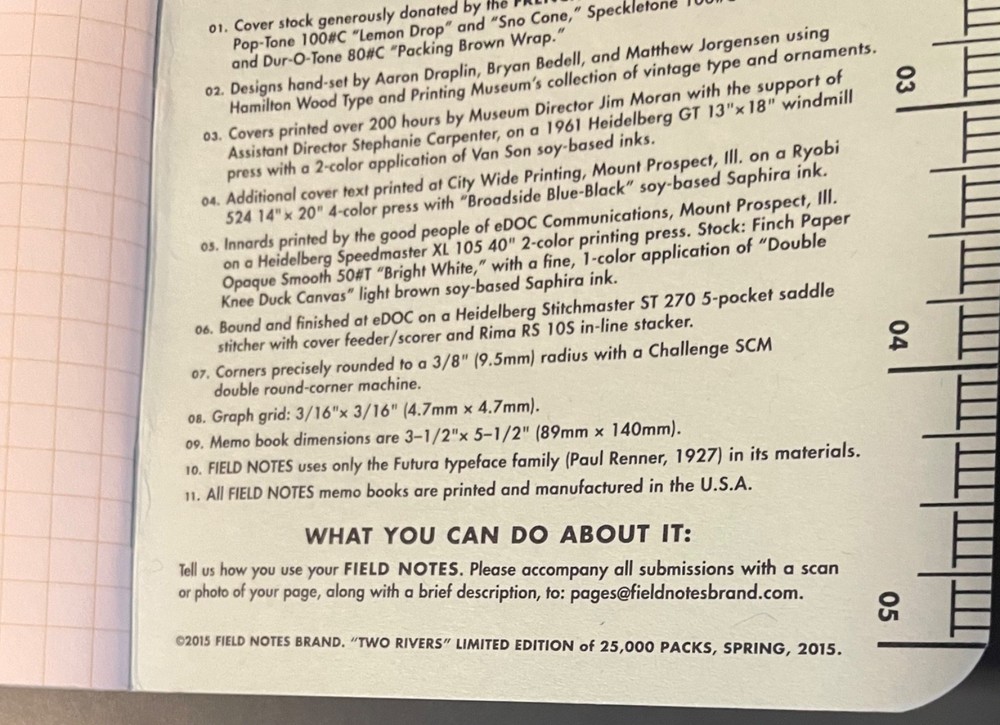 01. Cover stock generously donated by the
Pop-Tone 100#C “Lemon Drop” and “Sno Cone,” Speckletone
and Dur-O-Tone 80#C “Packing Brown Wrap.”
02. Designs hand-set by Aaron Draplin, Bryan Bedell, and Matthew Jorgensen using
Hamilton Wood Type and Printing Museum’s collection of vintage type and ornaments.
03. Covers printed over 200 hours by Museum Director Jim Moran with the support of
Assistant Director Stephanie Carpenter, on a 1961 Heidelberg GT 13"x 18" windmill
press with a 2-color application of Van Son soy-based inks.
04. Additional cover text printed at City Wide Printing, Mount Prospect, Ill. on a Ryobi
524 14" x 20" 4-color press with “Broadside Blue-Black” soy-based Saphira ink.
05. Innards printed by the good people of eDOC Communications, Mount Prospect, Ill.
on a Heidelberg Speedmaster XL 105 40" 2-color printing press. Stock: Finch Paper
Opaque Smooth 50#T “Bright White,” with a fine, 1-color application of “Double
Knee Duck Canvas” light brown soy-based Saphira ink.
06. Bound and finished at eDOC on a Heidelberg Stitchmaster ST 270 5-pocket saddle
stitcher with cover feeder/scorer and Rima RS 10S in-line stacker.
07. Corners precisely rounded to a 3/8" (9.5mm) radius with a Challenge SCM
double round-corner machine.
08. Graph grid: 3/16"x 3/16" (4.7mm x 4.7mm).
09. Memo book dimensions are 3–1/2"x 5–1/2" (89mm x 140mm).
10. FIELD NOTES uses only the Futura typeface family (Paul Renner, 1927) in its materials.
11. All FIELD NOTES memo books are printed and manufactured in the U.S.A.
WHAT YOU CAN DO ABOUT IT:
Tell us how you use your FIELD NOTES. Please accompany all submissions with a scan
or photo of your page, along with a brief description, to: pages@fieldnotesbrand.com.
©2015 FIELD NOTES BRAND. “TWO RIVERS” LIMITED EDITION of 25,000 PACKS, SPRING, 2015.
03
04
05